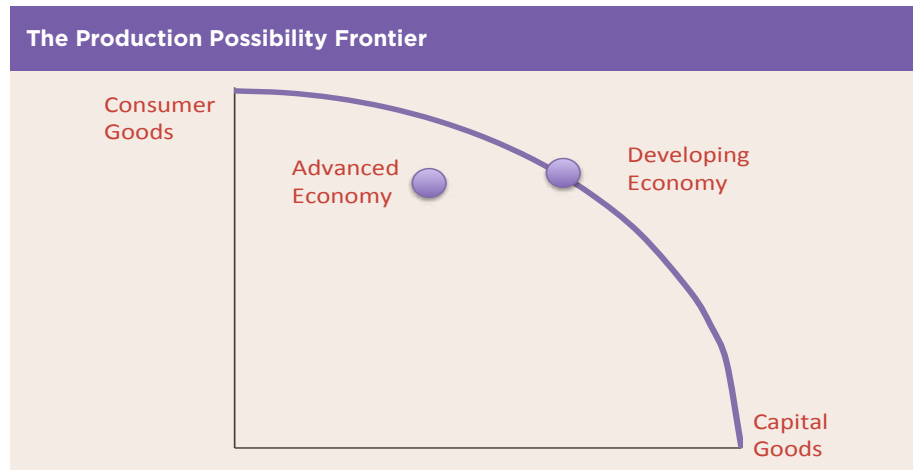 The Production Possibility Frontier
Consumer
Goods
Advanced
Economy
Developing
Economy
Capital
Goods